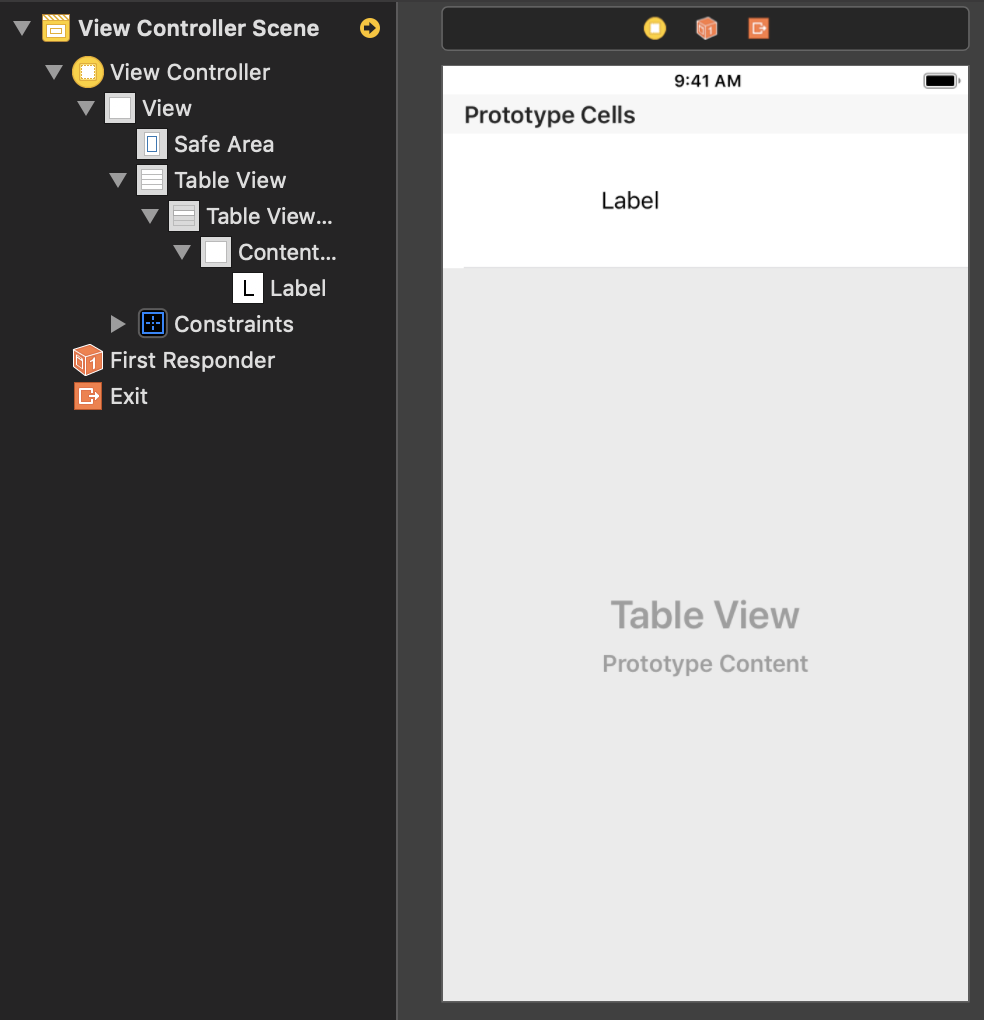 View Controller Scene
View Controller
View
Safe Area
Table View
Table View...
Content...
L Label
Constraints
First Responder
Exit
9:41 AM
Prototype Cells
Label
Table View
Prototype Content